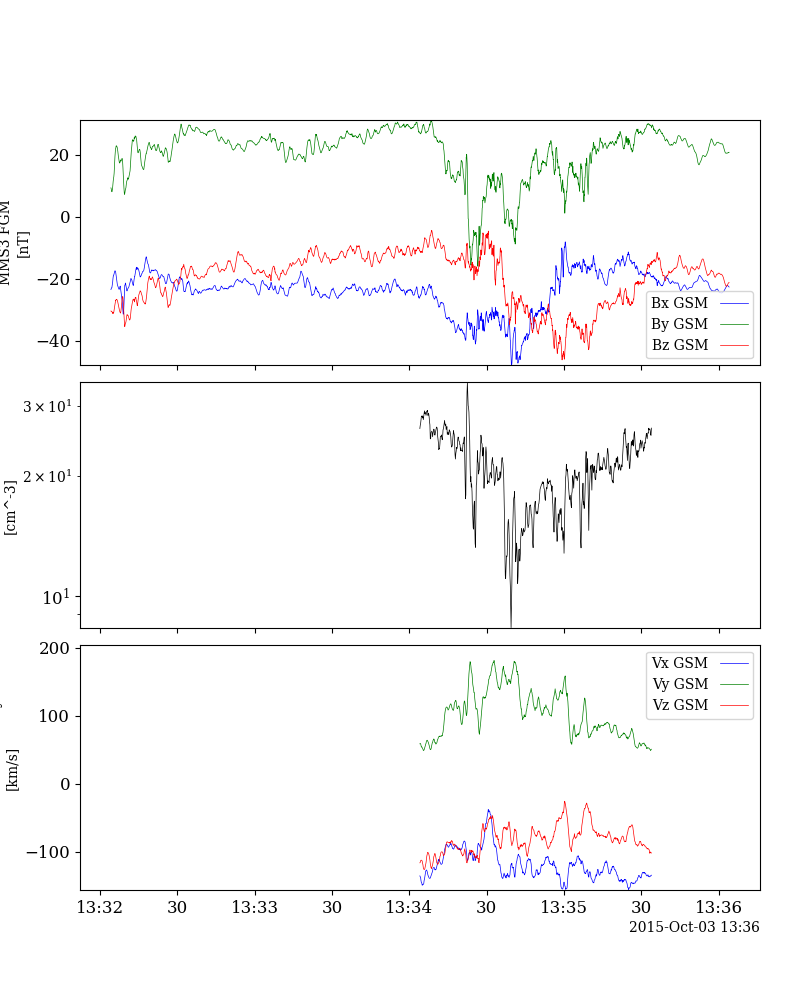 20
0
−20
−40
MMS3 FGM
[nT]
Bx GSM
By GSM
Bz GSM
3 × 10¹
2 × 10¹
10¹
[cm^-3]
200
100
0
−100
[km/s]
Vx GSM
Vy GSM
Vz GSM
13:32 30 13:33 30 13:34 30 13:35 30 13:36
2015-Oct-03 13:36